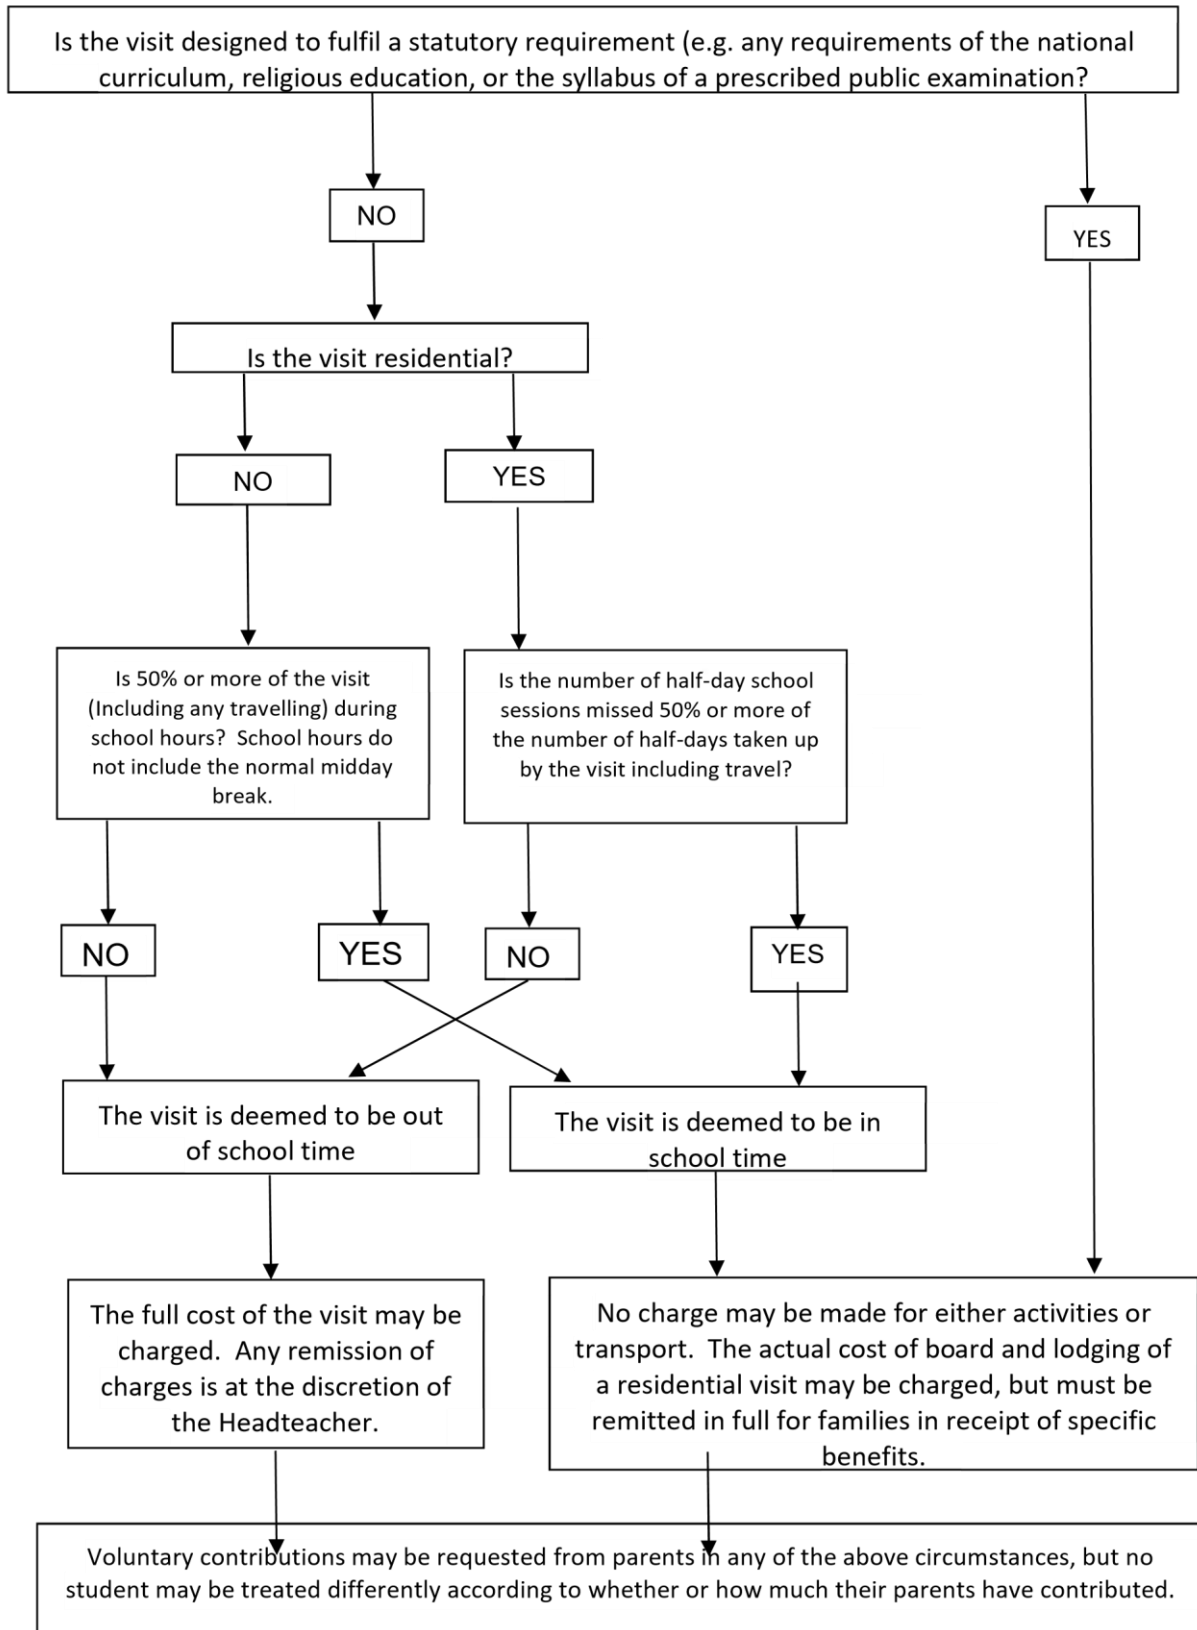 Is the visit designed to fulfil a statutory requirement (e.g. any requirements of the national
curriculum, religious education, or the syllabus of a prescribed public examination?
NO
YES
Is the visit residential?
NO
YES
Is 50% or more of the visit
(Including any travelling) during
school hours?  School hours do
not include the normal midday
break.
Is the number of half-day school
sessions missed 50% or more of
the number of half-days taken up
by the visit including travel?
NO
YES
NO
YES
The visit is deemed to be out
of school time
The visit is deemed to be in
school time
The full cost of the visit may be
charged.  Any remission of
charges is at the discretion of
the Headteacher.
No charge may be made for either activities or
transport.  The actual cost of board and lodging of
a residential visit may be charged, but must be
remitted in full for families in receipt of specific
benefits.
Voluntary contributions may be requested from parents in any of the above circumstances, but no
student may be treated differently according to whether or how much their parents have contributed.